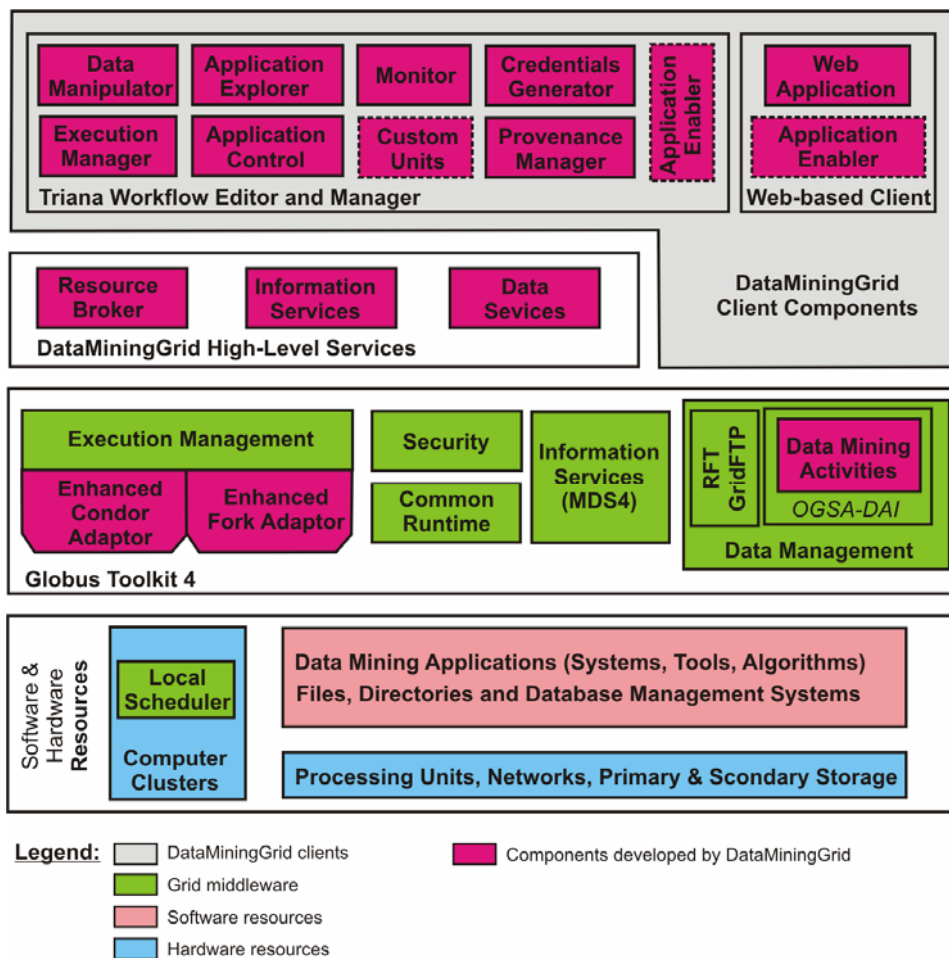 Data
Manipulator
Application
Explorer
Monitor
Credentials
Generator
Application
Enabler
Execution
Manager
Application
Control
Custom
Units
Provenance
Manager
Triana Workflow Editor and Manager
Web
Application
Application
Enabler
Web-based Client
DataMiningGrid
Client Components
Resource
Broker
Information
Services
Data
Sevices
DataMiningGrid High-Level Services
Execution Management
Enhanced
Condor
Adaptor
Enhanced
Fork Adaptor
Security
Common
Runtime
Information
Services
(MDS4)
RFT
GridFTP
Data Mining
Activities
OGSA-DAI
Data Management
Globus Toolkit 4
Software &
Hardware
Resources
Local
Scheduler
Computer
Clusters
Data Mining Applications (Systems, Tools, Algorithms)
Files, Directories and Database Management Systems
Processing Units, Networks, Primary & Scondary Storage
Legend:
DataMiningGrid clients
Components developed by DataMiningGrid
Grid middleware
Software resources
Hardware resources